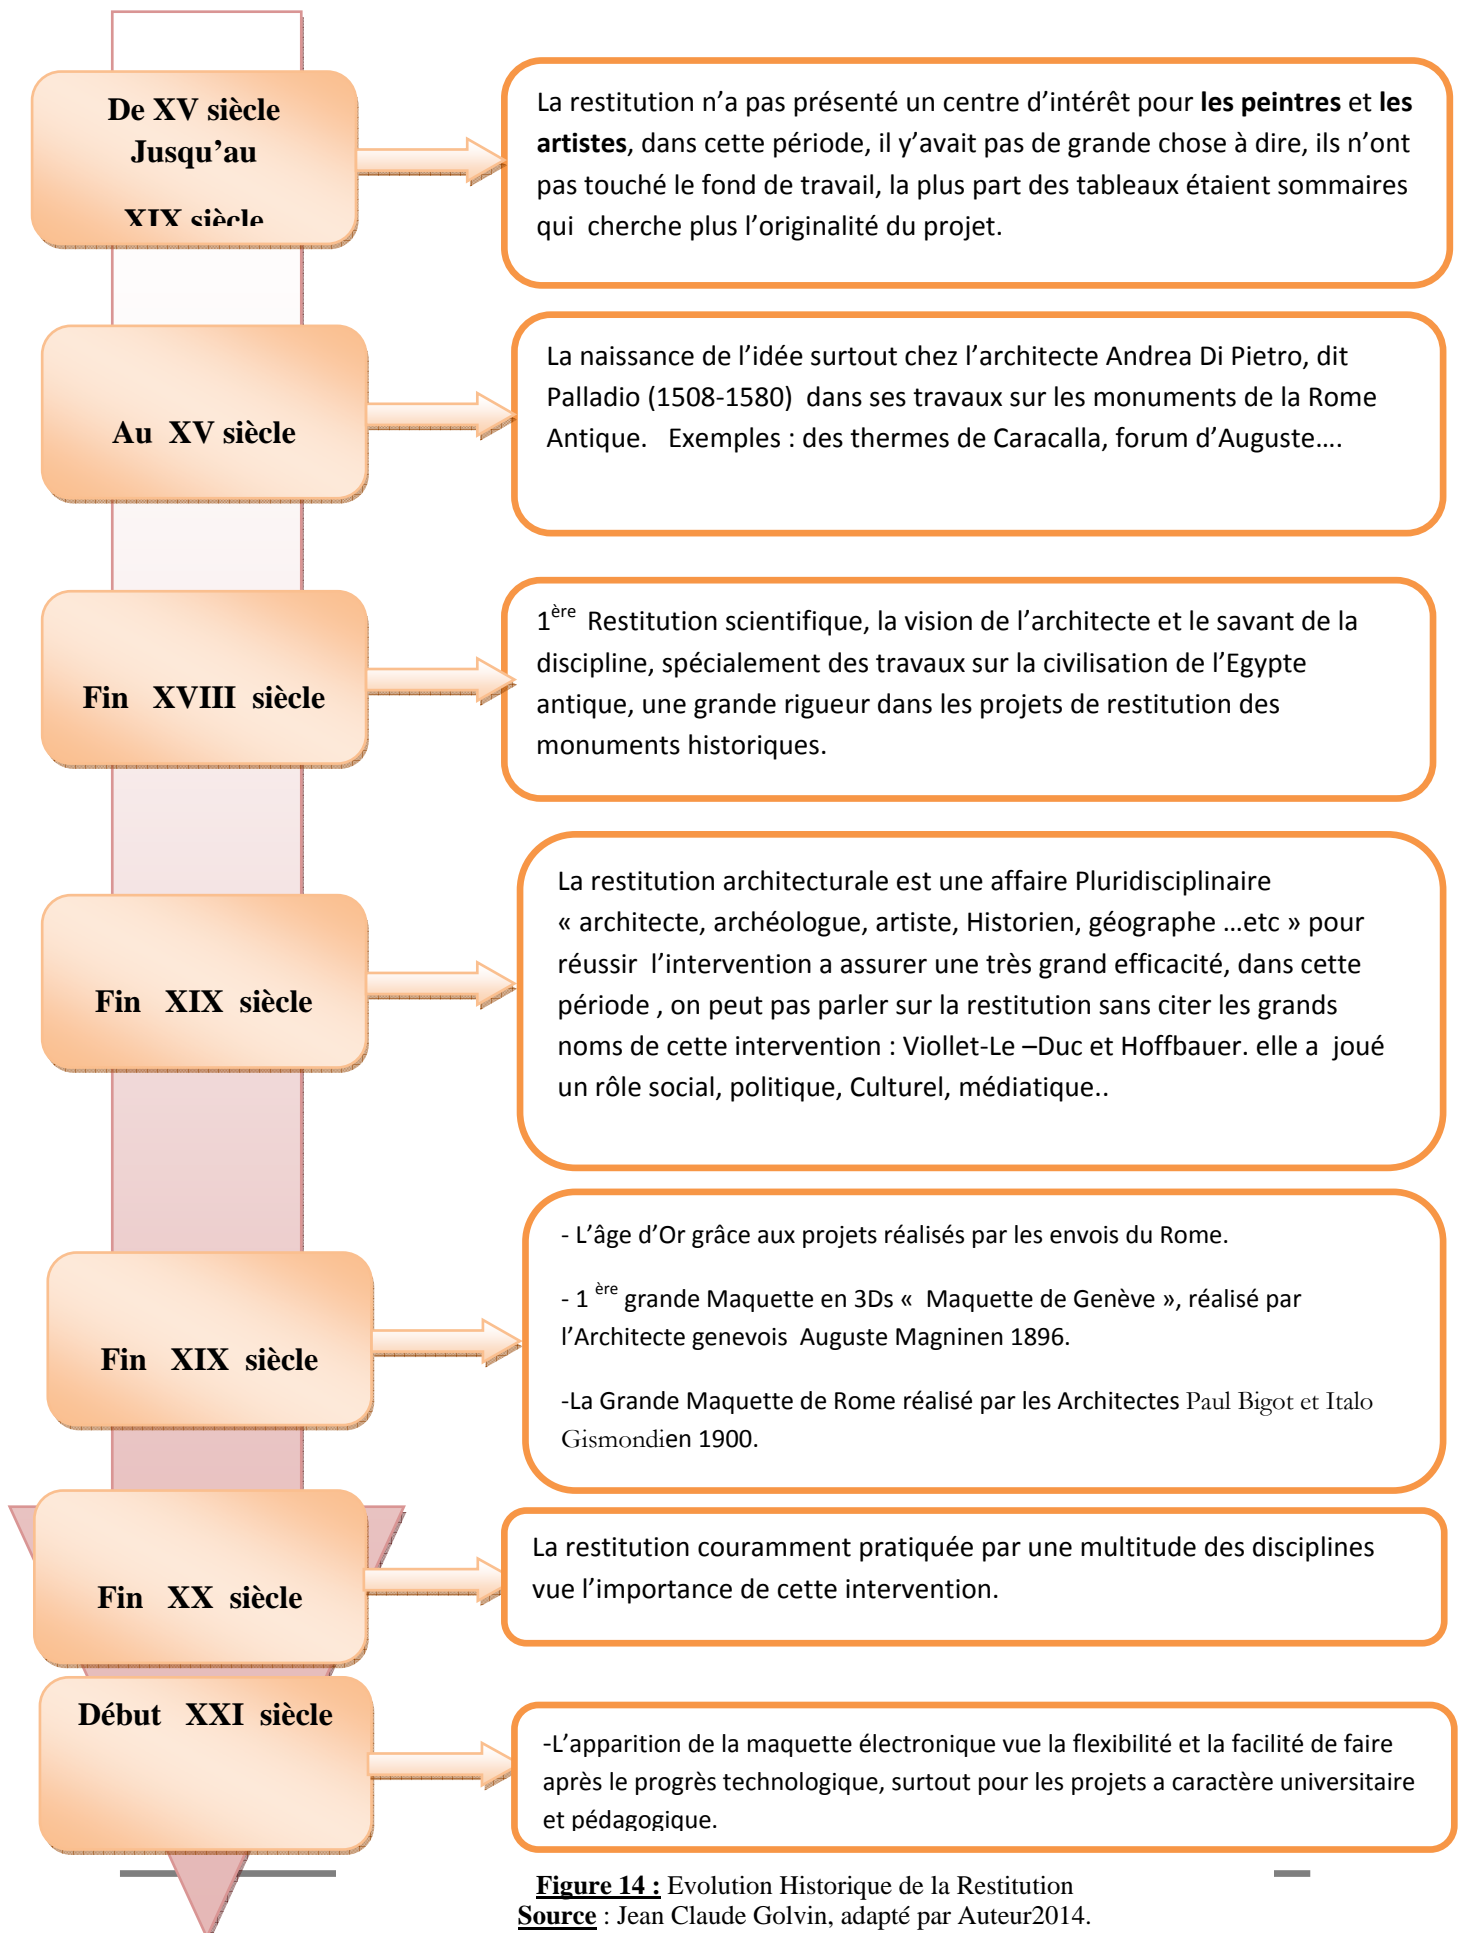 De XV siècle
Jusqu’au
XIX siècle
La restitution n’a pas présenté un centre d’intérêt pour les peintres et les
artistes, dans cette période, il y’avait pas de grande chose à dire, ils n’ont
pas touché le fond de travail, la plus part des tableaux étaient sommaires
qui cherche plus l’originalité du projet.
Au XV siècle
La naissance de l’idée surtout chez l’architecte Andrea Di Pietro, dit
Palladio (1508-1580) dans ses travaux sur les monuments de la Rome
Antique. Exemples : des thermes de Caracalla, forum d’Auguste….
Fin XVIII siècle
1ère Restitution scientifique, la vision de l’architecte et le savant de la
discipline, spécialement des travaux sur la civilisation de l’Egypte
antique, une grande rigueur dans les projets de restitution des
monuments historiques.
Fin XIX siècle
La restitution architecturale est une affaire Pluridisciplinaire
« architecte, archéologue, artiste, Historien, géographe …etc » pour
réussir l’intervention a assurer une très grand efficacité, dans cette
période , on peut pas parler sur la restitution sans citer les grands
noms de cette intervention : Viollet-Le –Duc et Hoffbauer. elle a joué
un rôle social, politique, Culturel, médiatique..
Fin XIX siècle
- L’âge d’Or grâce aux projets réalisés par les envois du Rome.
- 1 ère grande Maquette en 3Ds « Maquette de Genève », réalisé par
l’Architecte genevois Auguste Magninen 1896.
-La Grande Maquette de Rome réalisé par les Architectes Paul Bigot et Italo
Gismondien 1900.
Fin XX siècle
La restitution couramment pratiquée par une multitude des disciplines
vue l’importance de cette intervention.
Début XXI siècle
-L’apparition de la maquette électronique vue la flexibilité et la facilité de faire
après le progrès technologique, surtout pour les projets a caractère universitaire
et pédagogique.
Figure 14 : Evolution Historique de la Restitution
Source : Jean Claude Golvin, adapté par Auteur2014.